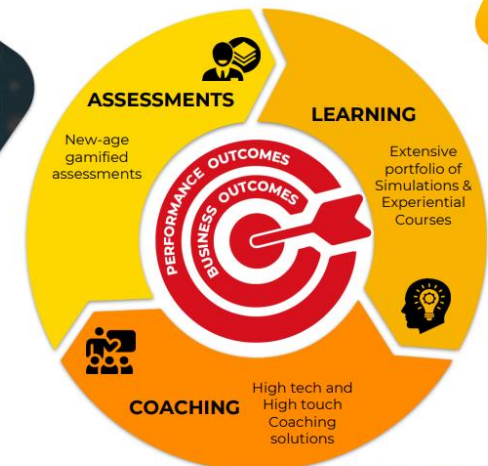 ASSESSMENTS
New-age
gamified
assessments
LEARNING
Extensive
portfolio of
Simulations &
Experiential
Courses
PERFORMANCE OUTCOMES
BUSINESS OUTCOMES
COACHING
High tech and
High touch
Coaching
solutions